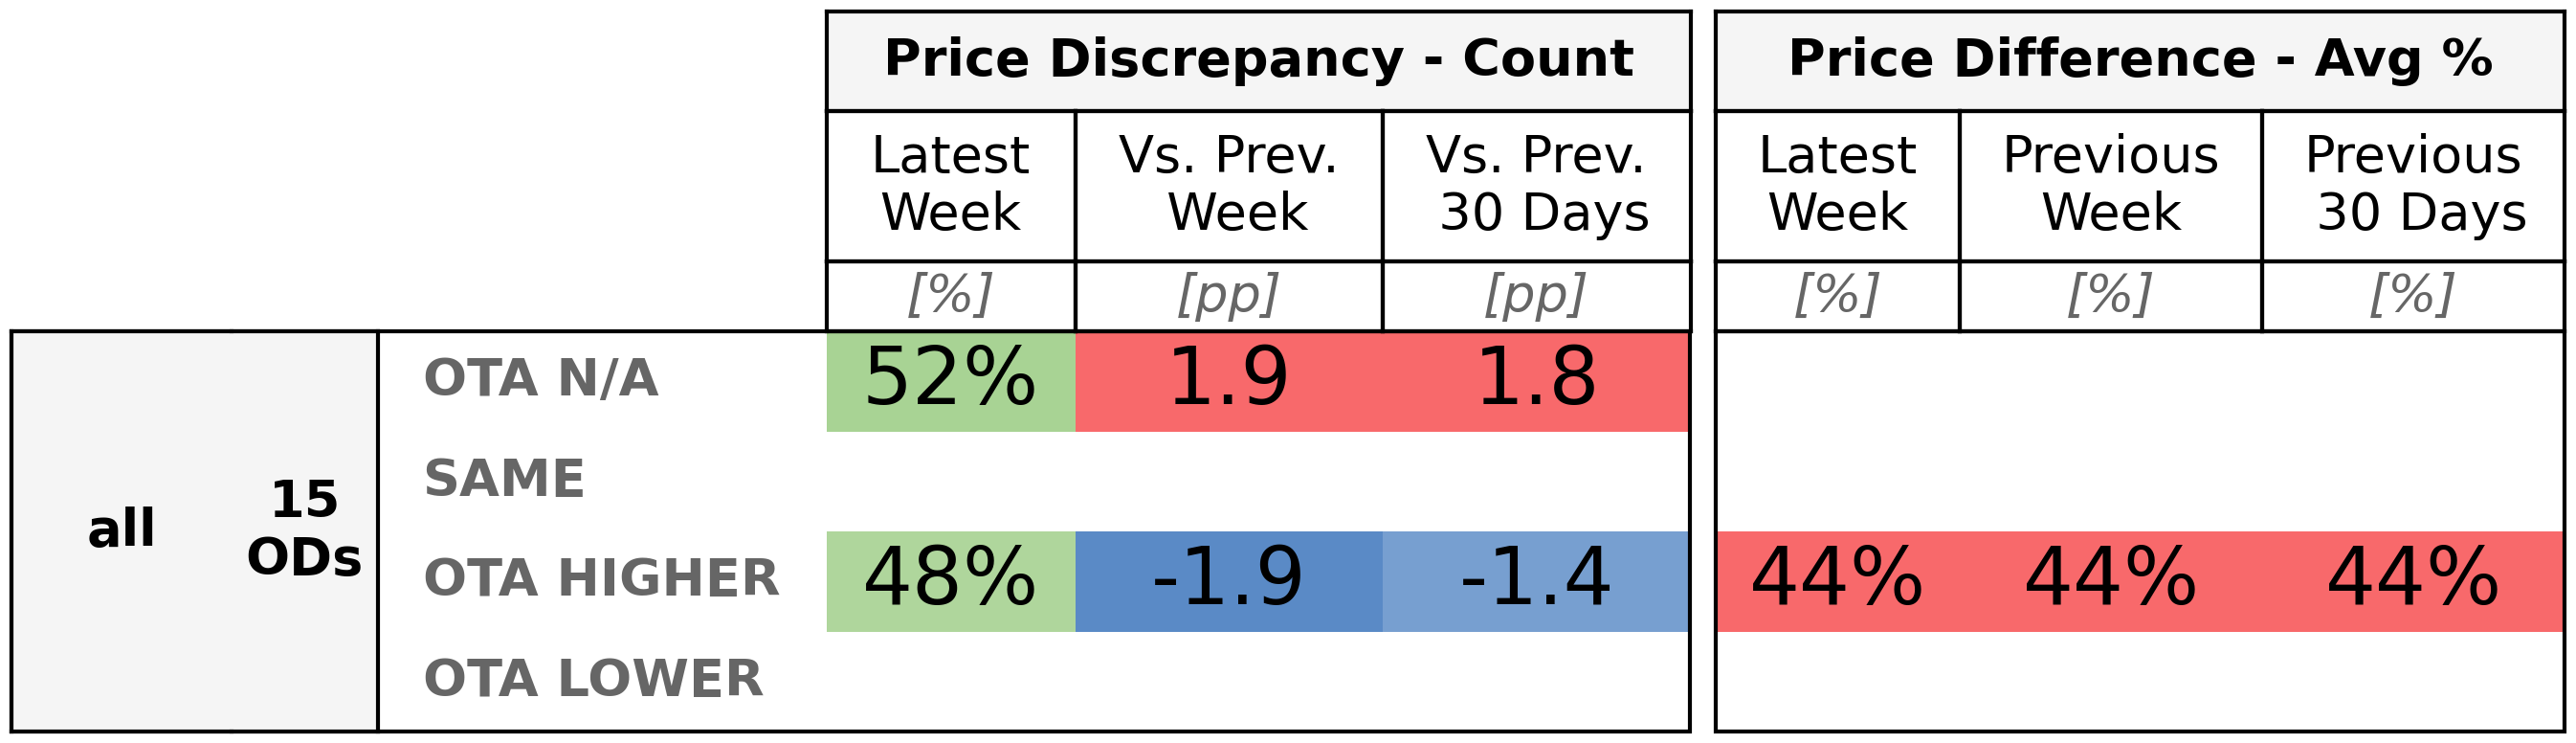 Price Discrepancy - Count
Price Difference - Avg %
Latest Week
Vs. Prev. Week
Vs. Prev. 30 Days
Latest Week
Previous Week
Previous 30 Days
[%]
[pp]
[pp]
[%]
[%]
[%]
all
15 ODs
OTA N/A
52%
1.9
1.8
SAME
OTA HIGHER
48%
-1.9
-1.4
44%
44%
44%
OTA LOWER